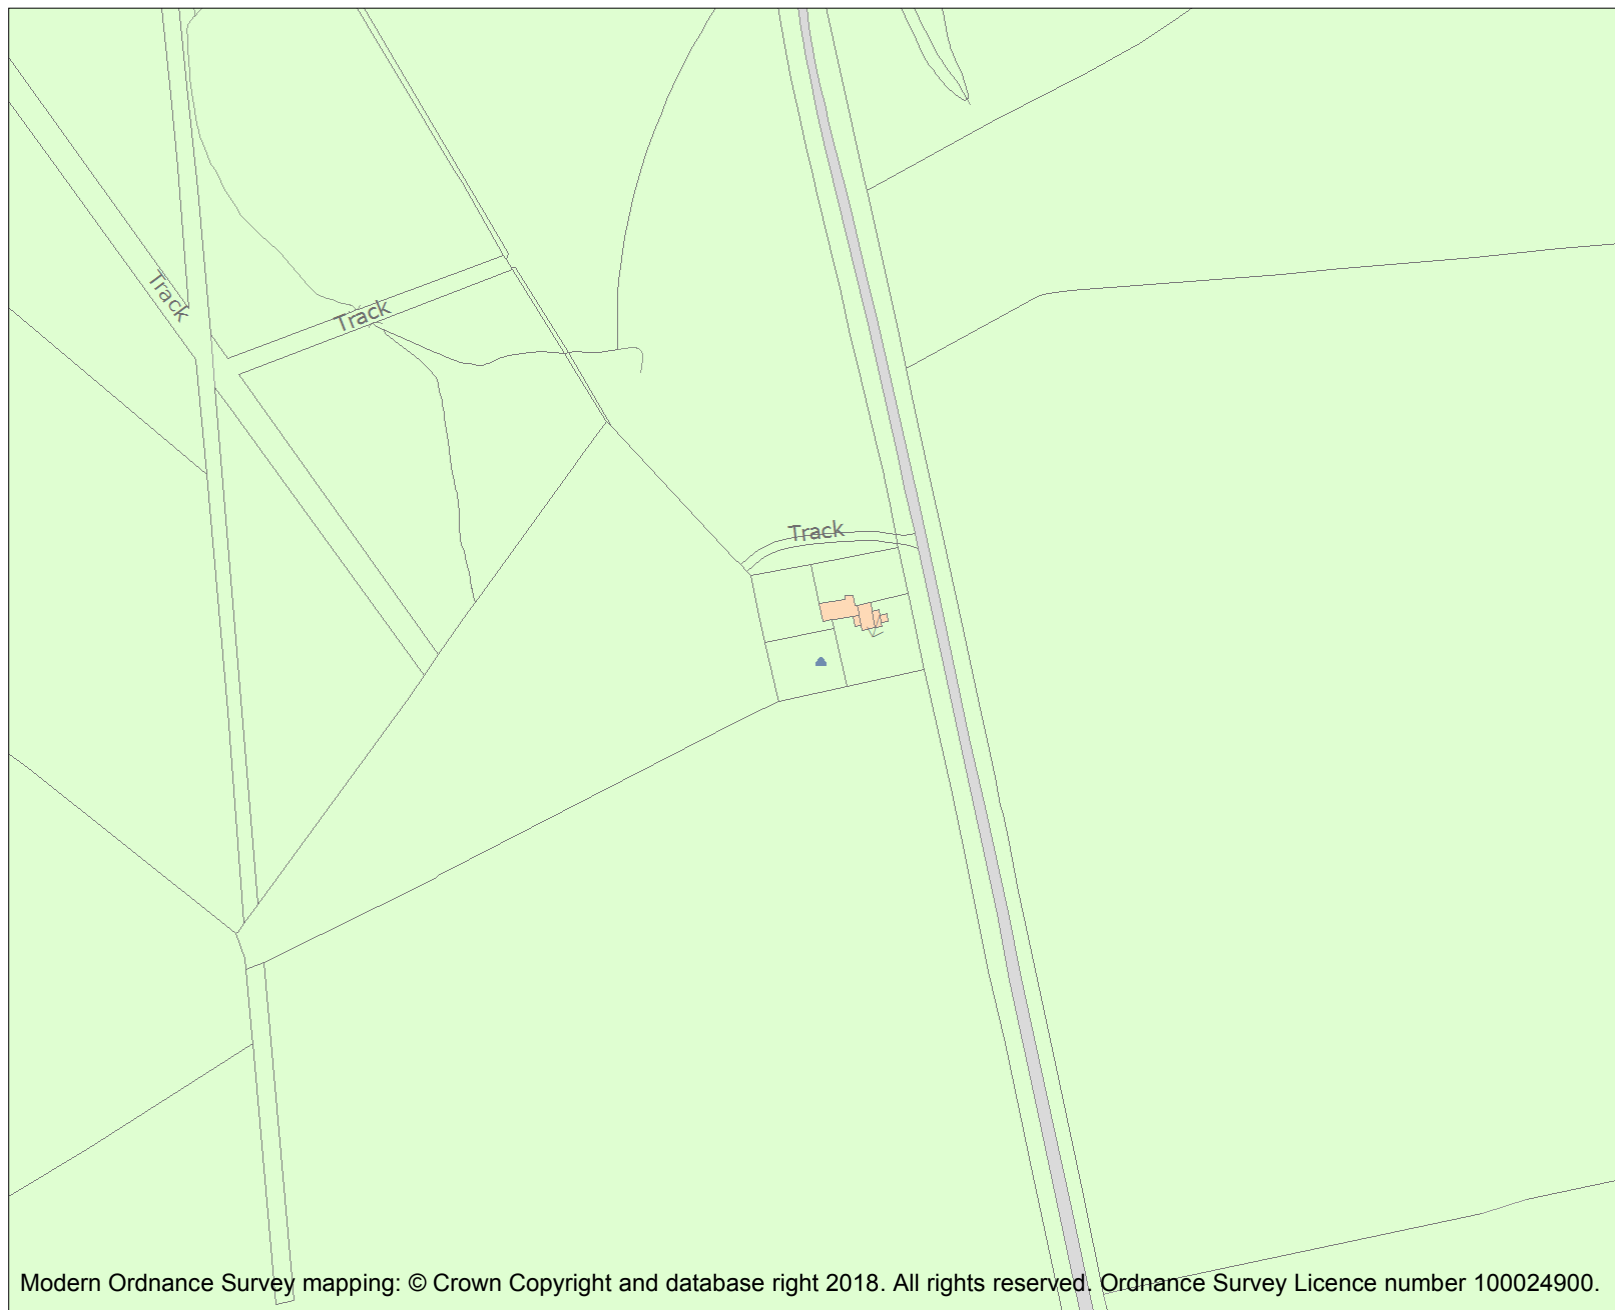 Track
Track
Track
Modern Ordnance Survey mapping: © Crown Copyright and database right 2018. All rights reserved. Ordnance Survey Licence number 100024900.